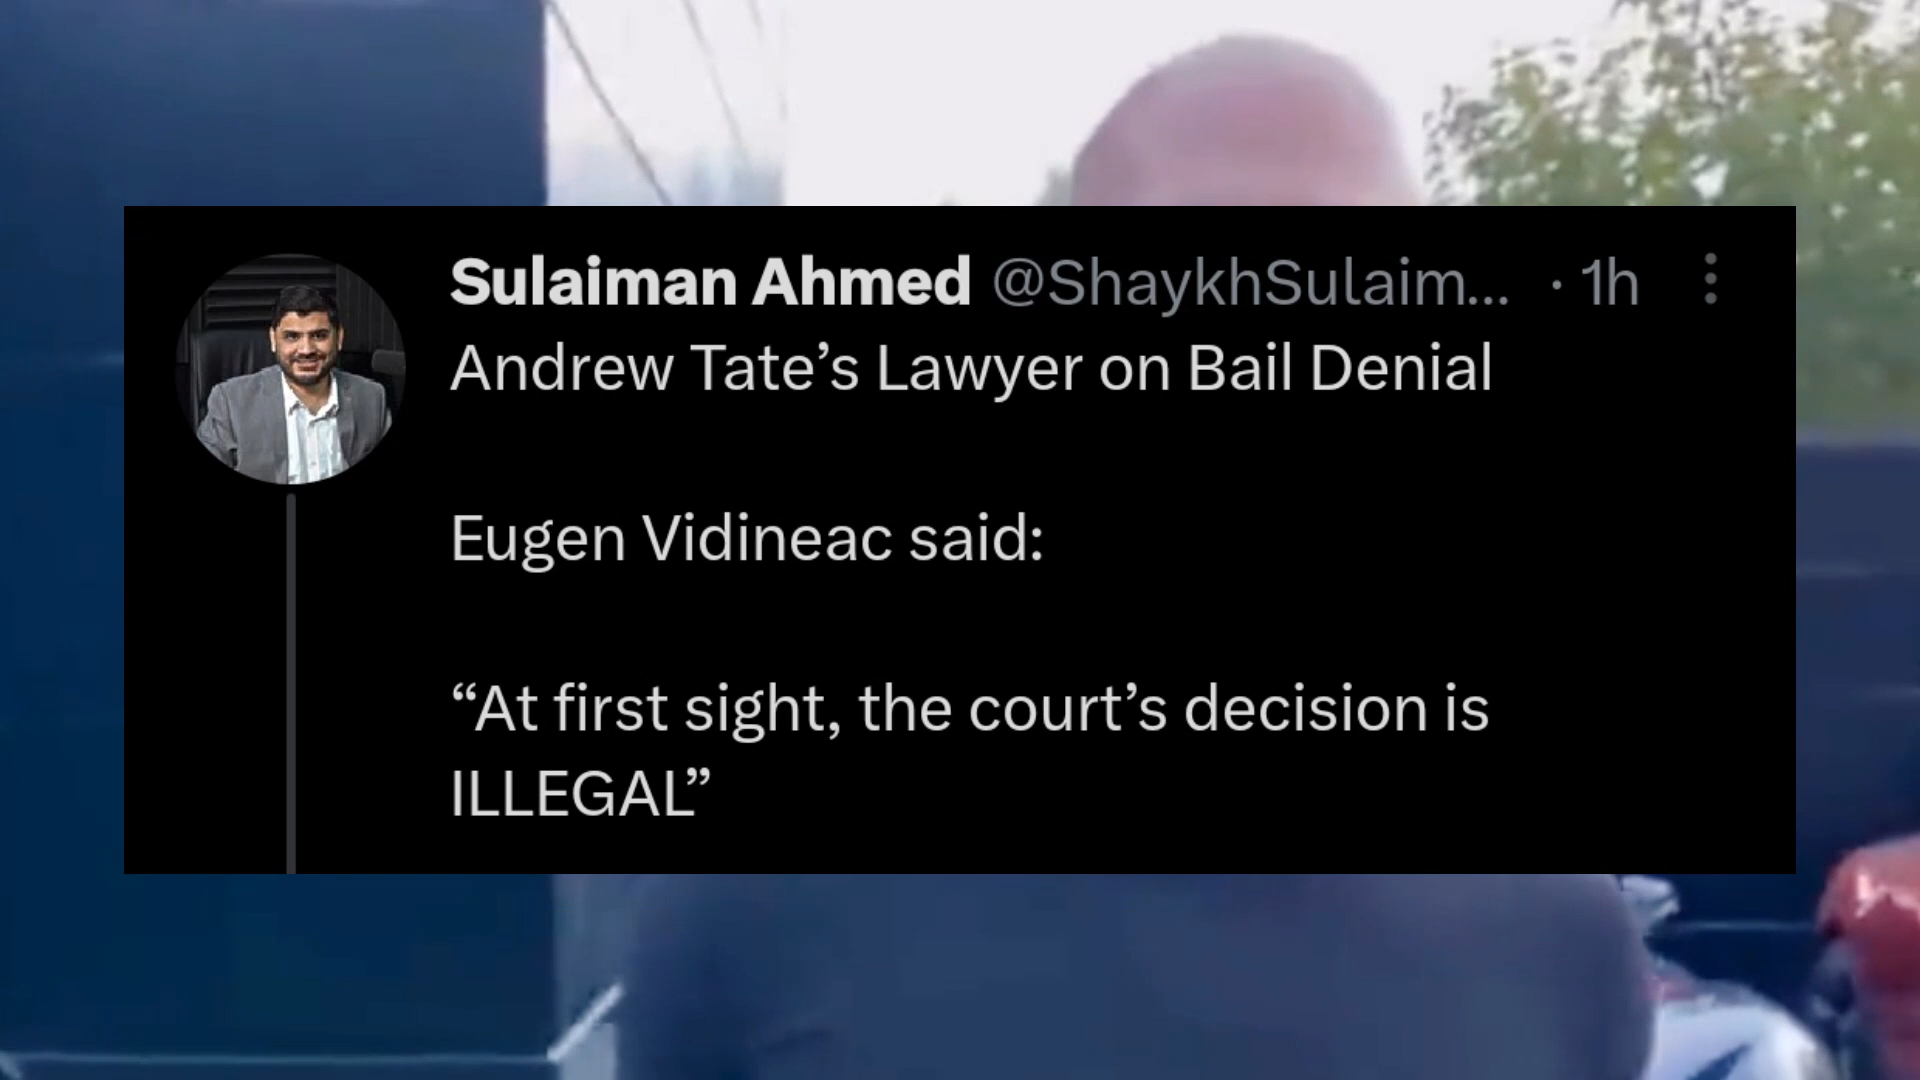 Sulaiman Ahmed @ShaykhSulaim... · 1h
Andrew Tate’s Lawyer on Bail Denial
Eugen Vidineac said:
“At first sight, the court’s decision is
ILLEGAL”